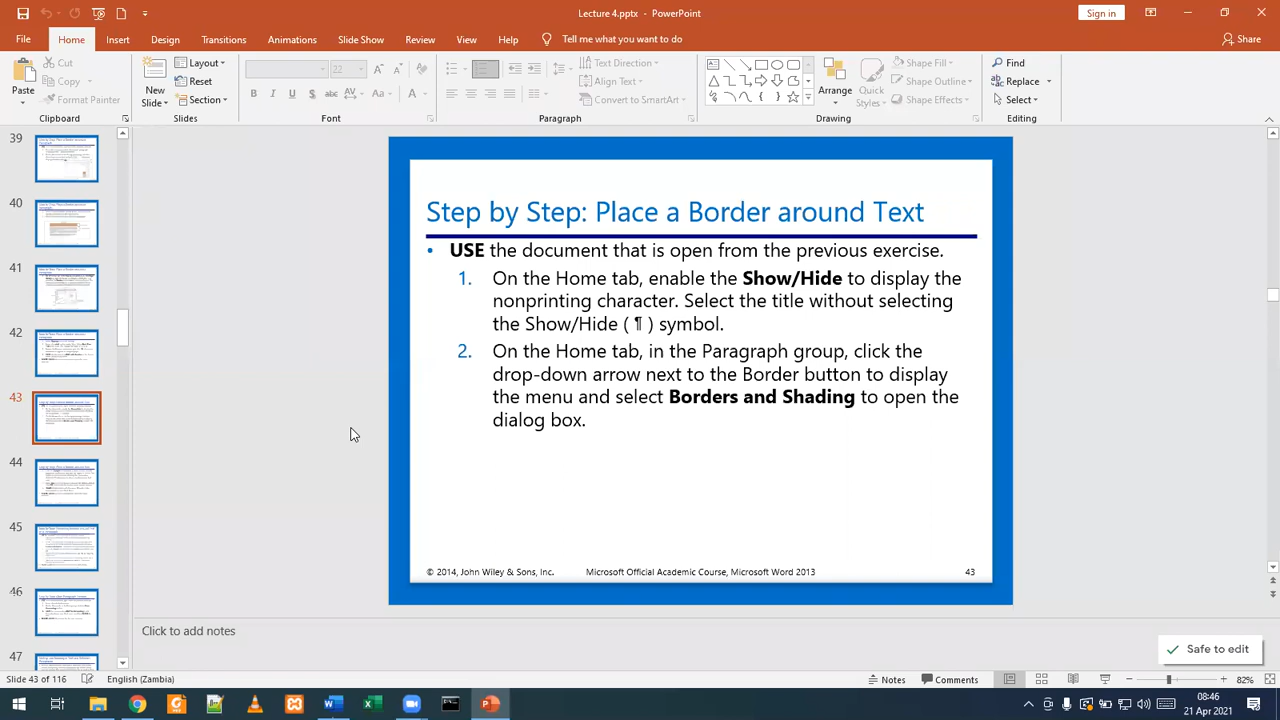 Lecture 4.pptx - PowerPoint
Sign in
File Home Insert Design Transitions Animations Slide Show Review View Help Tell me what you want to do Share
Paste
Cut
Copy
Format Painter
Clipboard
New Slide
Layout
Reset
Section
Slides
22
Font
Text Direction
Align Text
Convert to SmartArt
Paragraph
Arrange
Quick Styles
Shape Fill
Shape Outline
Shape Effects
Drawing
Find
Replace
Select
Editing
39
40
41
42
43
44
45
46
47
Step by Step: Place a Border around Text
• USE the document that is open from the previous exercise.
1. On the Home tab, enable the Show/Hide to display the
nonprinting character. Select the title without selecting
the Show/Hide ( ¶ ) symbol.
2. On the Home tab, in the Paragraph group, click the
drop-down arrow next to the Border button to display
the menu and select Borders and Shading to open the
dialog box.
© 2014, John Wiley & Sons, Inc. Microsoft Official Academic Course, Microsoft Word 2013 43
Click to add notes
Safe to edit
Slide 43 of 116 English (Zambia) Notes Comments 82%
08:46
21 Apr 2021